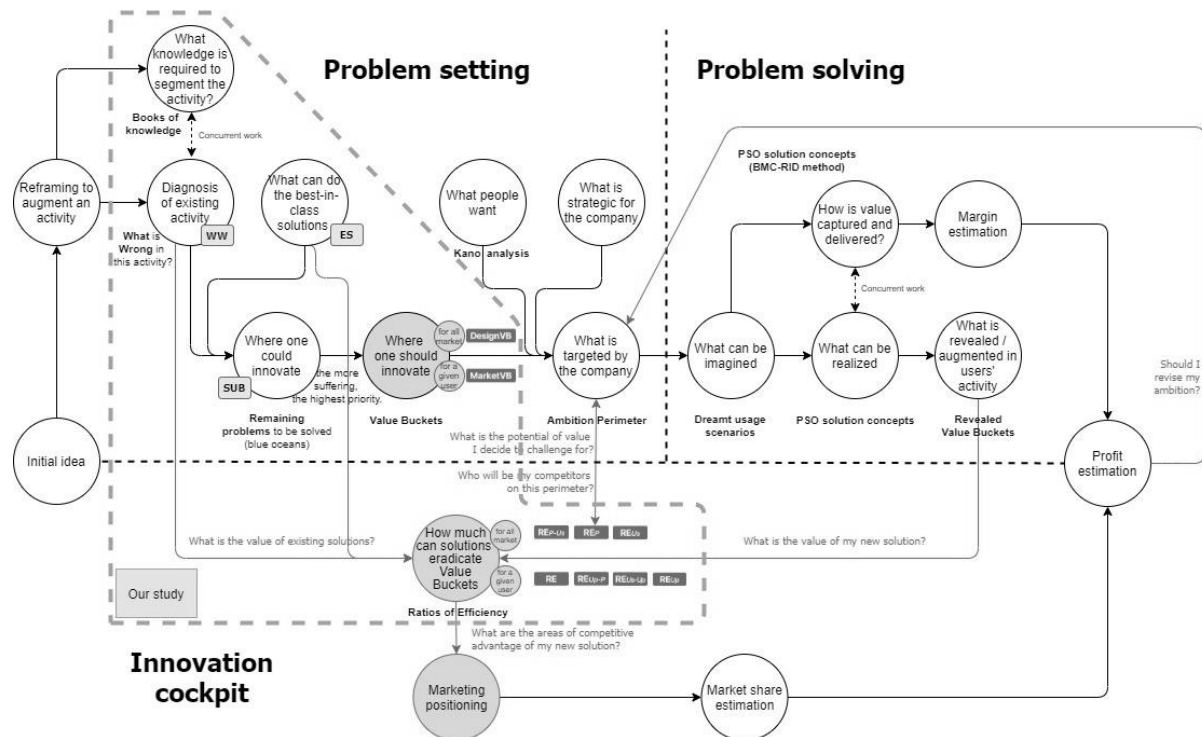 What
knowledge is
required to
segment the
activity?
Problem setting
Problem solving
Books of
knowledge
Concurrent work
Reframing to
augment an
activity
Diagnosis
of existing
activity
WW
What is
Wrong in
this activity?
What can do
the best-in-
class
solutions
ES
What people
want
Kano analysis
What is
strategic for
the company
PSO solution concepts
(BMC-RID method)
How is value
captured and
delivered?
Margin
estimation
Concurrent work
Where one
could
innovate
SUB
the more
suffering,
the highest priority.
Remaining
problems to be solved
(blue oceans)
Where
one should
innovate
for all
market
DesignVB
for a
given
user
MarketVB
Value Buckets
What is
targeted by
the company
Ambition Perimeter
What can be
imagined
Dreamt usage
scenarios
What can be
realized
PSO solution concepts
What is
revealed /
augmented in
users'
activity
Revealed
Value Buckets
Should I
revise my
ambition?
What is the potential of value
I decide to challenge for?
Initial idea
Profit
estimation
Who will be my competitors
on this perimeter?
What is the value of existing solutions?
How much
can solutions
eradicate
Value
Buckets
for all
market
for a
given
user
REP-Us
REP
REUs
RE
REUp-P
REUs-Up
REUp
What is the value of my new solution?
Ratios of Efficiency
Our study
What are the areas of competitive
advantage of my new solution?
Innovation
cockpit
Marketing
positioning
Market share
estimation